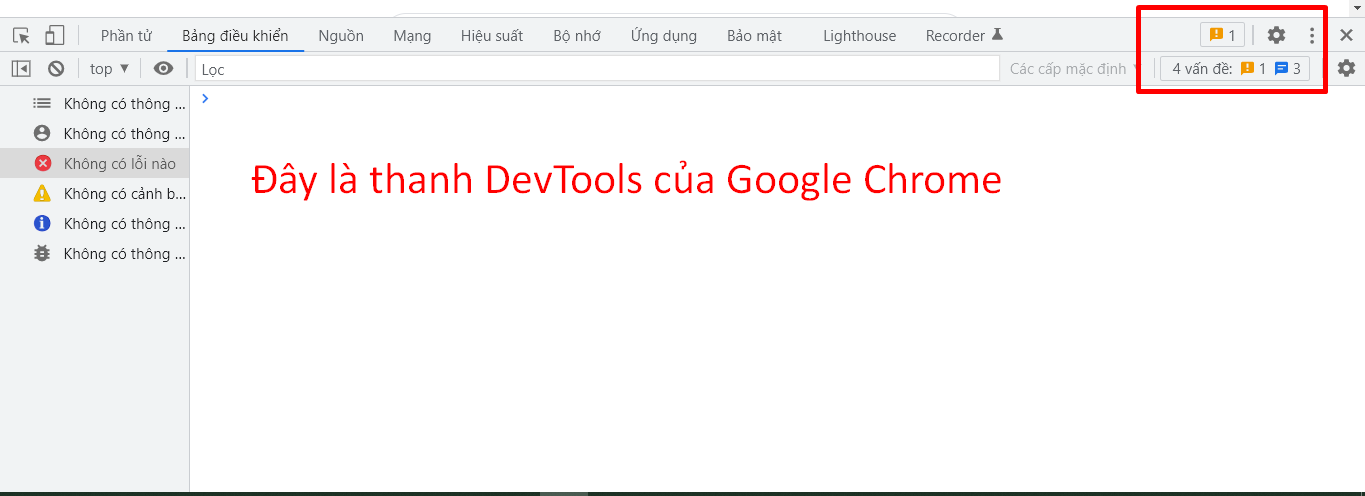 Phần tử Bảng điều khiển Nguồn Mạng Hiệu suất Bộ nhớ Ứng dụng Bảo mật Lighthouse Recorder 1
top ▼ Lọc Các cấp mặc định 4 vấn đề: 1 3
Không có thông ...
Không có thông ...
Không có lỗi nào
Không có cảnh b...
Không có thông ...
Không có thông ...
Đây là thanh DevTools của Google Chrome